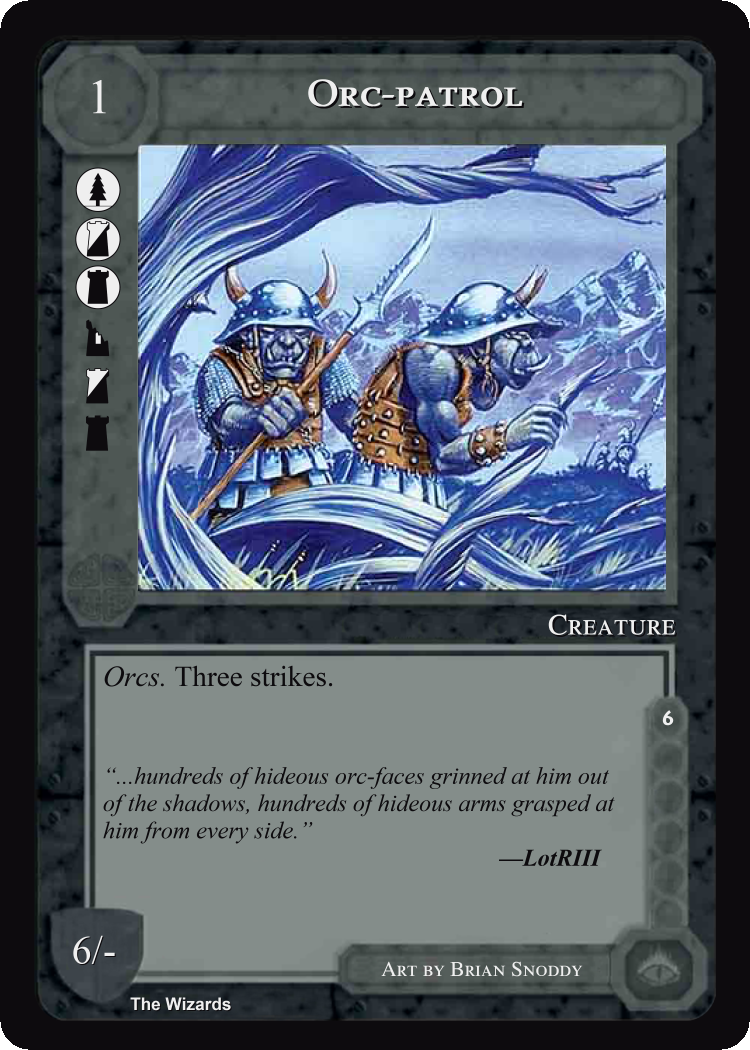 1
ORC-PATROL
CREATURE
Orcs. Three strikes.
6
“...hundreds of hideous orc-faces grinned at him out
of the shadows, hundreds of hideous arms grasped at
him from every side.”
—LotRIII
6/-
ART BY BRIAN SNODDY
The Wizards